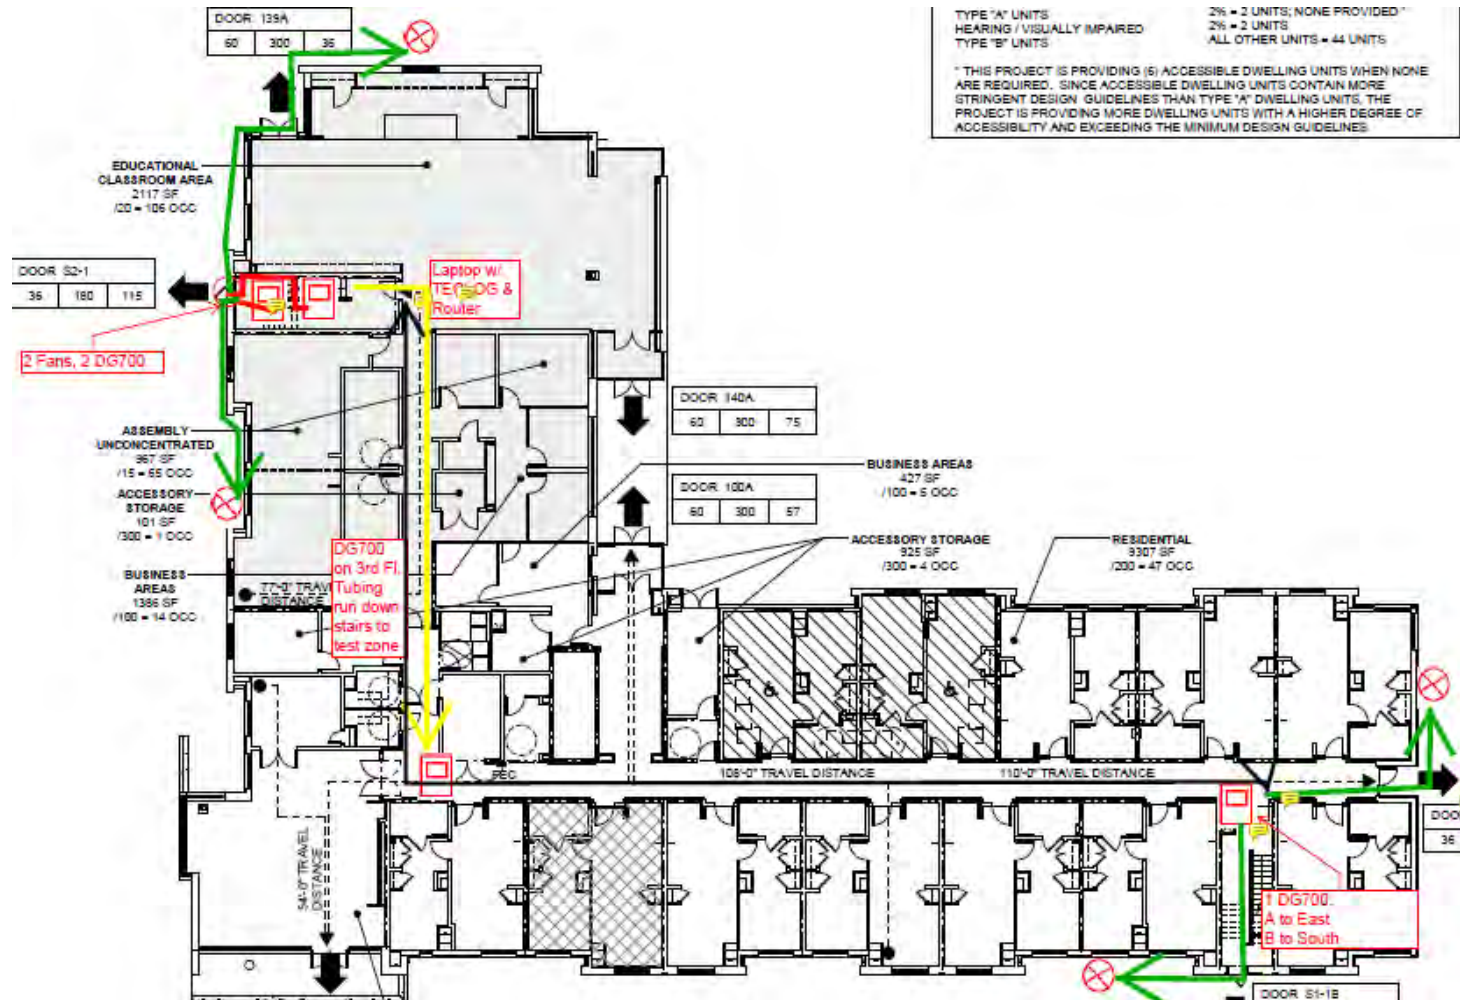 DOOR 139A
60 300 36
TYPE "A" UNITS
HEARING / VISUALLY IMPAIRED
TYPE "B" UNITS
2% = 2 UNITS; NONE PROVIDED *
2% = 2 UNITS
ALL OTHER UNITS = 44 UNITS
* THIS PROJECT IS PROVIDING (6) ACCESSIBLE DWELLING UNITS WHEN NONE
ARE REQUIRED. SINCE ACCESSIBLE DWELLING UNITS CONTAIN MORE
STRINGENT DESIGN GUIDELINES THAN TYPE "A" DWELLING UNITS, THE
PROJECT IS PROVIDING MORE DWELLING UNITS WITH A HIGHER DEGREE OF
ACCESSIBILITY AND EXCEEDING THE MINIMUM DESIGN GUIDELINES.
EDUCATIONAL
CLASSROOM AREA
2117 SF
/20 = 106 OCC
DOOR S2-1
36 180 115
Laptop w/
&
Router
2 Fans, 2 DG700
DOOR 140A
60 300 75
ASSEMBLY
UNCONCENTRATED
967 SF
/15 = 65 OCC
BUSINESS AREAS
427 SF
/100 = 5 OCC
DOOR 100A
60 300 57
ACCESSORY
STORAGE
101 SF
/300 = 1 OCC
ACCESSORY STORAGE
925 SF
/300 = 4 OCC
RESIDENTIAL
9307 SF
/200 = 47 OCC
DG700
on 3rd Fl.
Tubing
run down
stairs to
test zone
BUSINESS
AREAS
1386 SF
/100 = 14 OCC
77'-0" TRAV
DISTANCE
FEC
108'-0" TRAVEL DISTANCE
110'-0" TRAVEL DISTANCE
54'-0" TRAVEL
DISTANCE
DOO
36
1 DG700:
A to East
B to South
DOOR S1-1B